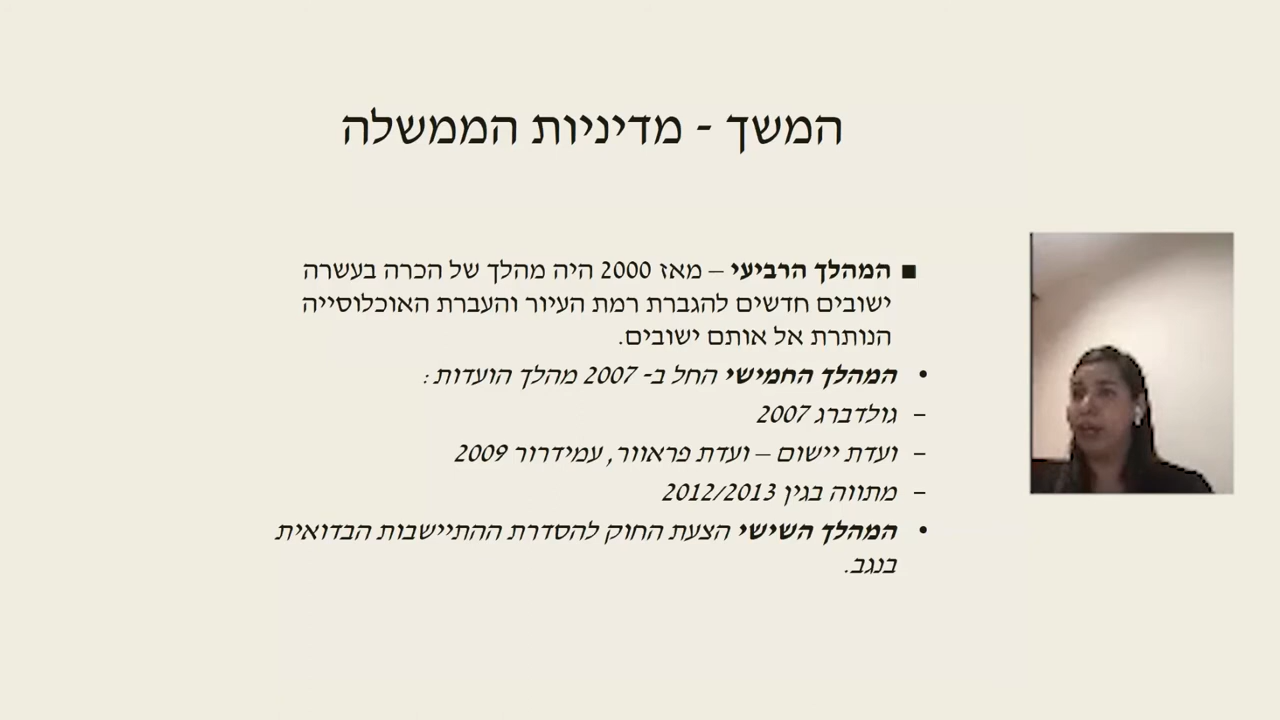 המשך - מדיניות הממשלה
■ המהלך הרביעי – מאז 2000 היה מהלך של הכרה בעשרה
ישובים חדשים להגברת רמת העיור והעברת האוכלוסייה
הנותרת אל אותם ישובים.
• המהלך החמישי החל ב- 2007 מהלך הועדות :
– גולדברג 2007
– ועדת יישום – ועדת פראוור, עמידרור 2009
– מתווה בגין 2012/2013
• המהלך השישי הצעת החוק להסדרת ההתיישבות הבדואית
בנגב.